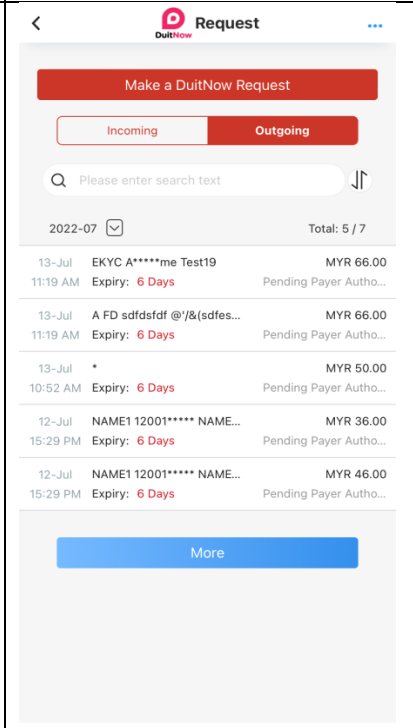 DuitNow
Request
Make a DuitNow Request
Incoming
Outgoing
Please enter search text
2022-07
Total: 5 / 7
13-Jul EKYC A*****me Test19 MYR 66.00
11:19 AM Expiry: 6 Days Pending Payer Autho...
13-Jul A FD sdfdsfdf @'/&(sdfes... MYR 66.00
11:19 AM Expiry: 6 Days Pending Payer Autho...
13-Jul * MYR 50.00
10:52 AM Expiry: 6 Days Pending Payer Autho...
12-Jul NAME1 12001***** NAME... MYR 36.00
15:29 PM Expiry: 6 Days Pending Payer Autho...
12-Jul NAME1 12001***** NAME... MYR 46.00
15:29 PM Expiry: 6 Days Pending Payer Autho...
More